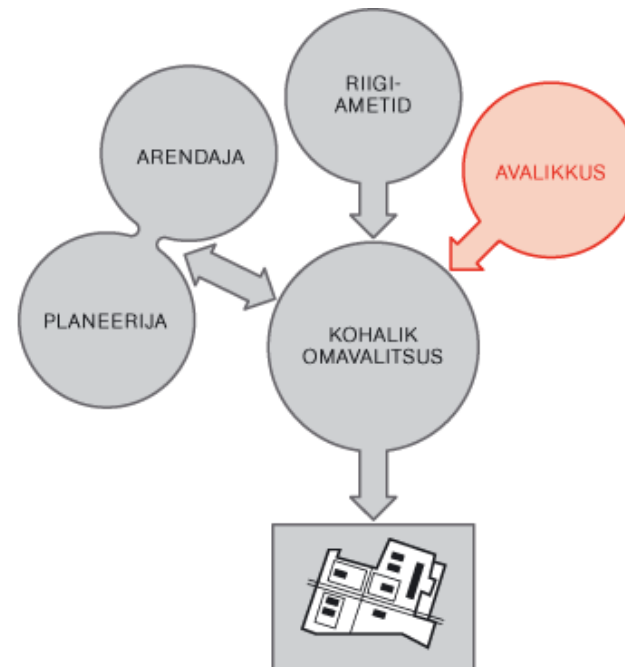 RIIGI-
AMETID
ARENDAJA
AVALIKKUS
PLANEERIJA
KOHALIK
OMAVALITSUS